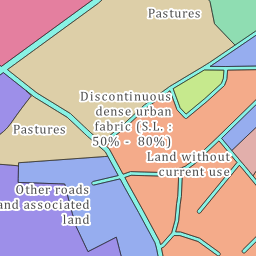 Pastures
Discontinuous
dense urban
fabric (S.L. :
50% - 80%)
Pastures
Land without
current use
Other roads
and associated
land